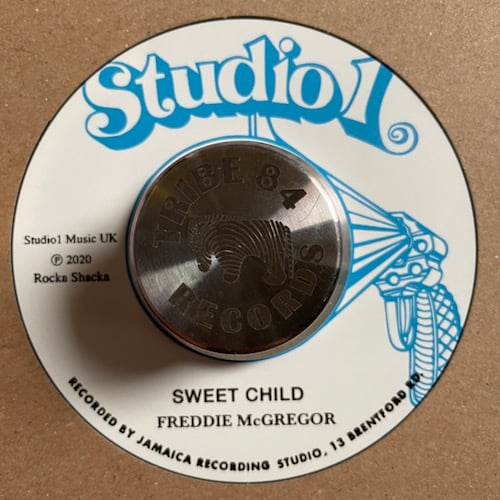 Studio1
TRIBE 84
RECORDS
Studio1 Music UK
℗ 2020
Rocka Shacka
SWEET CHILD
FREDDIE McGREGOR
RECORDED BY JAMAICA RECORDING STUDIO, 13 BRENTFORD RD.